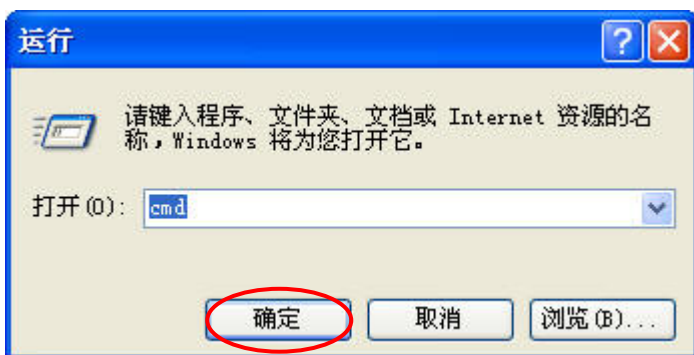 运行
请键入程序、文件夹、文档或 Internet 资源的名
称，Windows 将为您打开它。
打开(O): cmd
确定 取消 浏览(B)...